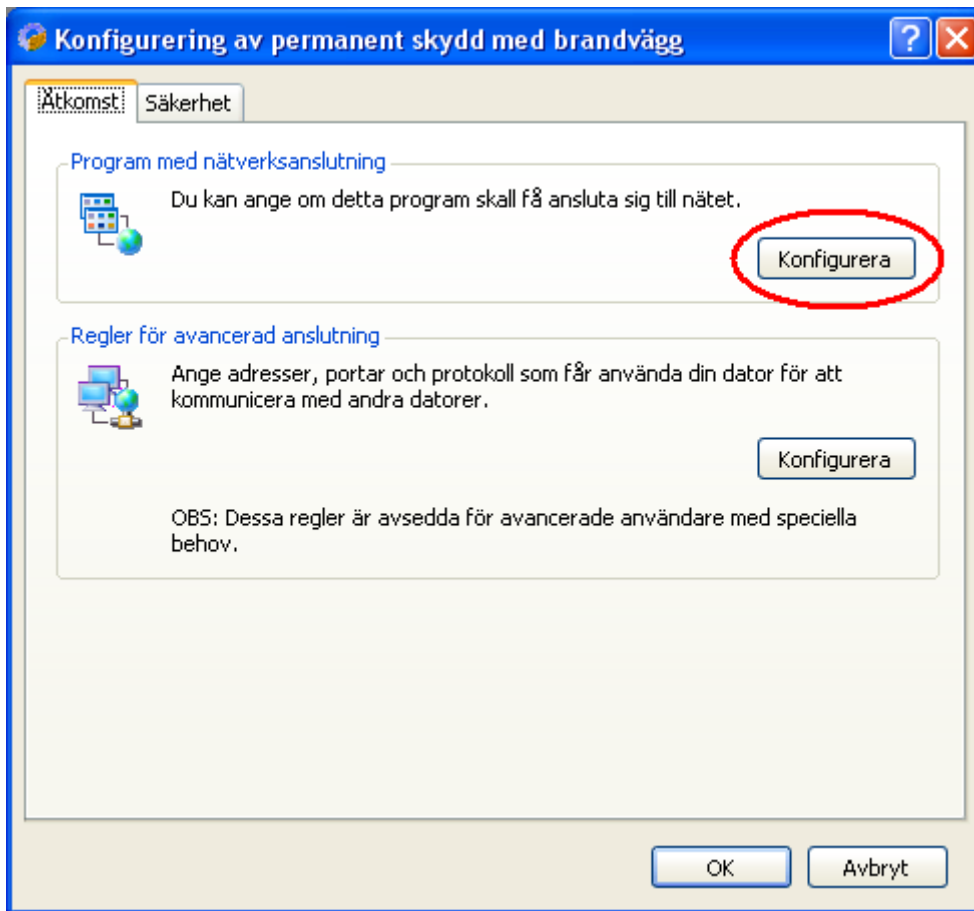 Konfigurering av permanent skydd med brandvägg
Åtkomst
Säkerhet
Program med nätverksanslutning
Du kan ange om detta program skall få ansluta sig till nätet.
Konfigurera
Regler för avancerad anslutning
Ange adresser, portar och protokoll som får använda din dator för att
kommunicera med andra datorer.
Konfigurera
OBS: Dessa regler är avsedda för avancerade användare med speciella
behov.
OK
Avbryt